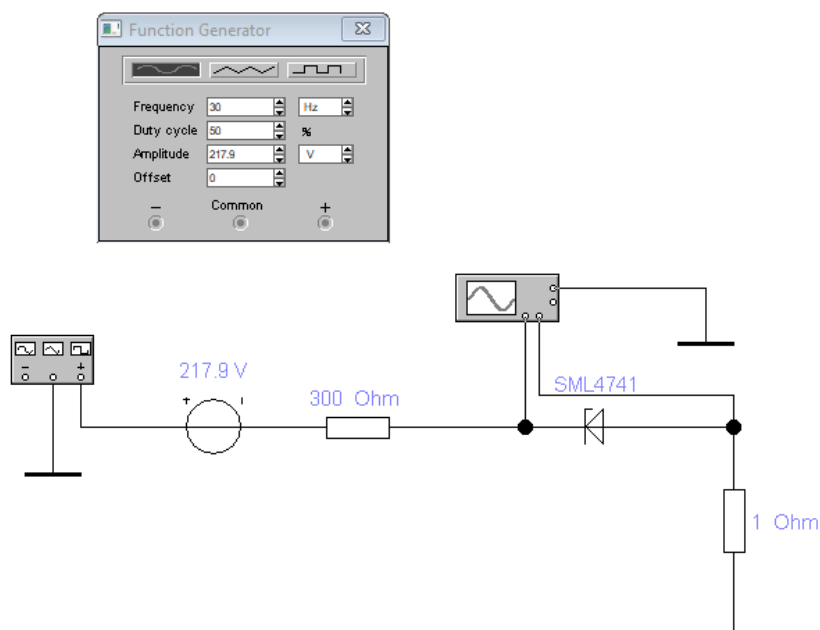 Function Generator
Frequency 30 Hz
Duty cycle 50 %
Amplitude 217.9 V
Offset 0
− Common +
− +
217.9 V
+ ı
300 Ohm
SML4741
1 Ohm